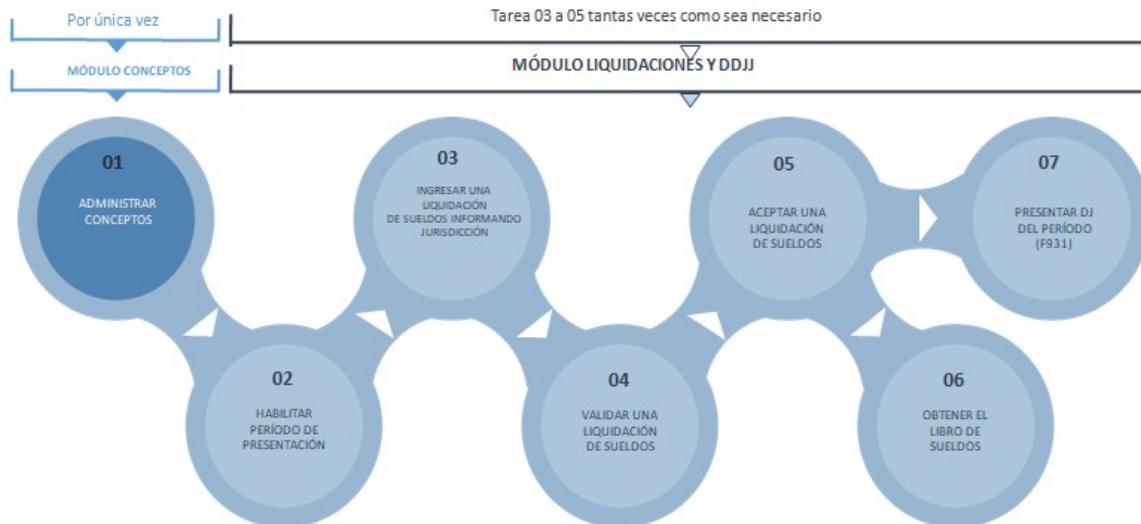 Por única vez
Tarea 03 a 05 tantas veces como sea necesario
MÓDULO CONCEPTOS
MÓDULO LIQUIDACIONES Y DDJJ
01
ADMINISTRAR
CONCEPTOS
02
HABILITAR
PERÍODO DE
PRESENTACIÓN
03
INGRESAR UNA
LIQUIDACIÓN
DE SUELDOS INFORMANDO
JURISDICCIÓN
04
VALIDAR UNA
LIQUIDACIÓN
DE SUELDOS
05
ACEPTAR UNA
LIQUIDACIÓN
DE SUELDOS
06
OBTENER EL
LIBRO DE
SUELDOS
07
PRESENTAR DJ
DEL PERÍODO
(F931)